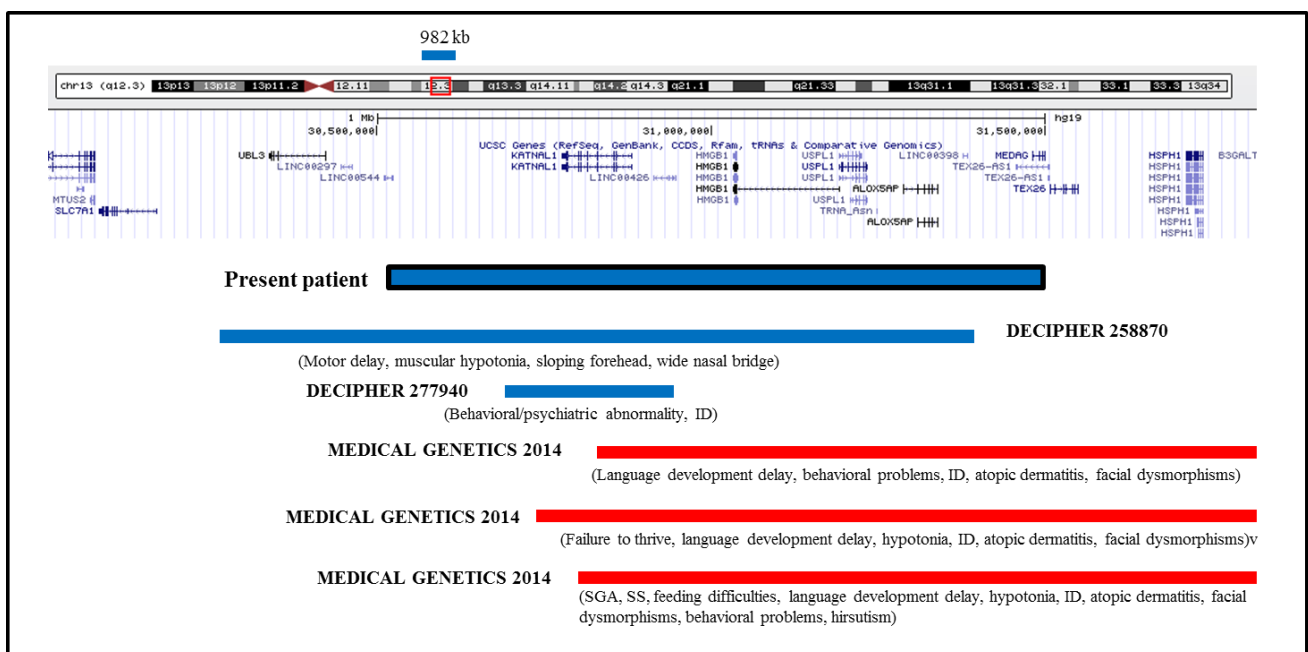 982 kb
chr13 (q12.3) 13p13 13p12 13p11.2 12.11 12.3 q13.3 q14.11 q14.2 q14.3 q21.1 q21.33 13q31.1 13q31.3 32.1 33.1 33.3 13q34
1 Mb hg19
30,500,000 31,000,000 31,500,000
UCSC Genes (RefSeq, GenBank, CCDS, Rfam, tRNAs & Comparative Genomics)
UBL3 KATNAL1 HMGB1 USPL1 LINC00398 MEDAG HSPH1 B3GALT
LINC00297 KATNAL1 HMGB1 USPL1 TEX26-AS1 HSPH1
LINC00544 LINC00426 HMGB1 USPL1 TEX26-AS1 HSPH1
HMGB1 ALOX5AP TEX26 HSPH1
MTUS2 HMGB1 USPL1 HSPH1
SLC7A1 TRNA_Asn HSPH1
ALOX5AP HSPH1
HSPH1
Present patient
DECIPHER 258870
(Motor delay, muscular hypotonia, sloping forehead, wide nasal bridge)
DECIPHER 277940
(Behavioral/psychiatric abnormality, ID)
MEDICAL GENETICS 2014
(Language development delay, behavioral problems, ID, atopic dermatitis, facial dysmorphisms)
MEDICAL GENETICS 2014
(Failure to thrive, language development delay, hypotonia, ID, atopic dermatitis, facial dysmorphisms)v
MEDICAL GENETICS 2014
(SGA, SS, feeding difficulties, language development delay, hypotonia, ID, atopic dermatitis, facial
dysmorphisms, behavioral problems, hirsutism)